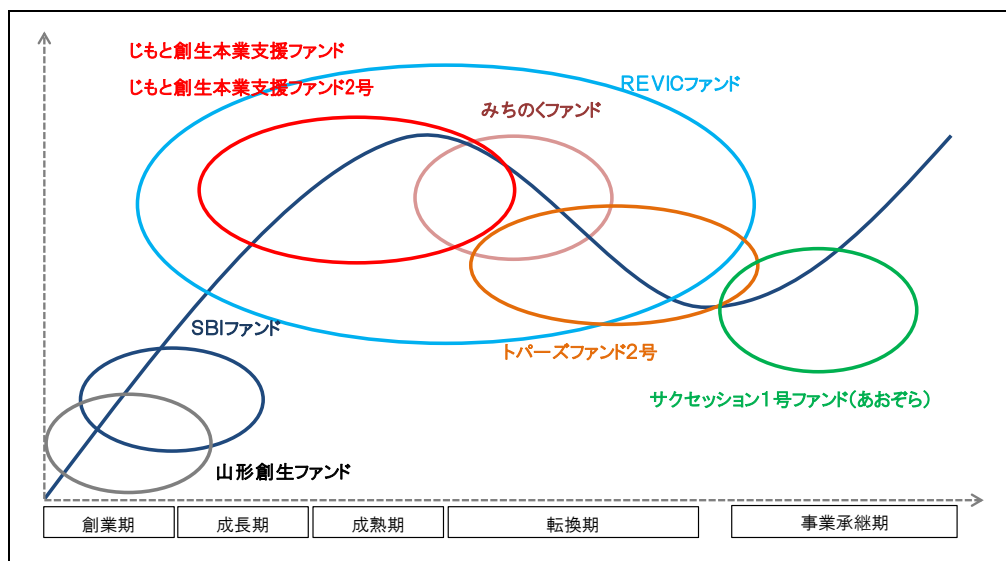 じもと創生本業支援ファンド
じもと創生本業支援ファンド2号
REVICファンド
みちのくファンド
SBIファンド
トパーズファンド2号
サクセッション1号ファンド(あおぞら)
山形創生ファンド
創業期
成長期
成熟期
転換期
事業承継期